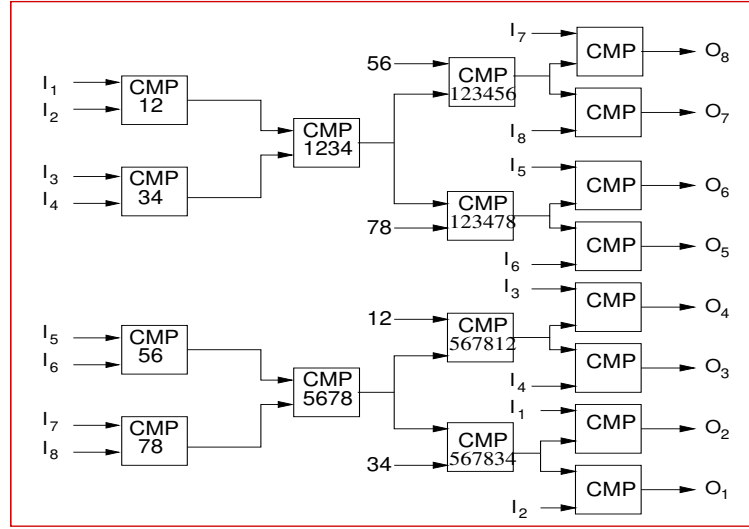 I7
CMP
O8
56
CMP
123456
I1
I2
CMP
12
CMP
O7
I8
CMP
1234
I3
I4
CMP
34
I5
CMP
O6
CMP
123478
78
CMP
O5
I6
I3
CMP
O4
12
CMP
567812
I5
I6
CMP
56
CMP
O3
I4
CMP
5678
I1
CMP
O2
I7
I8
CMP
78
CMP
567834
34
CMP
O1
I2